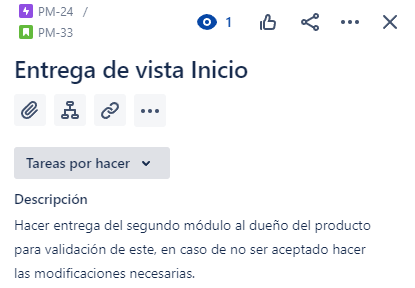 PM-24 /
PM-33
1
Entrega de vista Inicio
Tareas por hacer
Descripción
Hacer entrega del segundo módulo al dueño del producto
para validación de este, en caso de no ser aceptado hacer
las modificaciones necesarias.